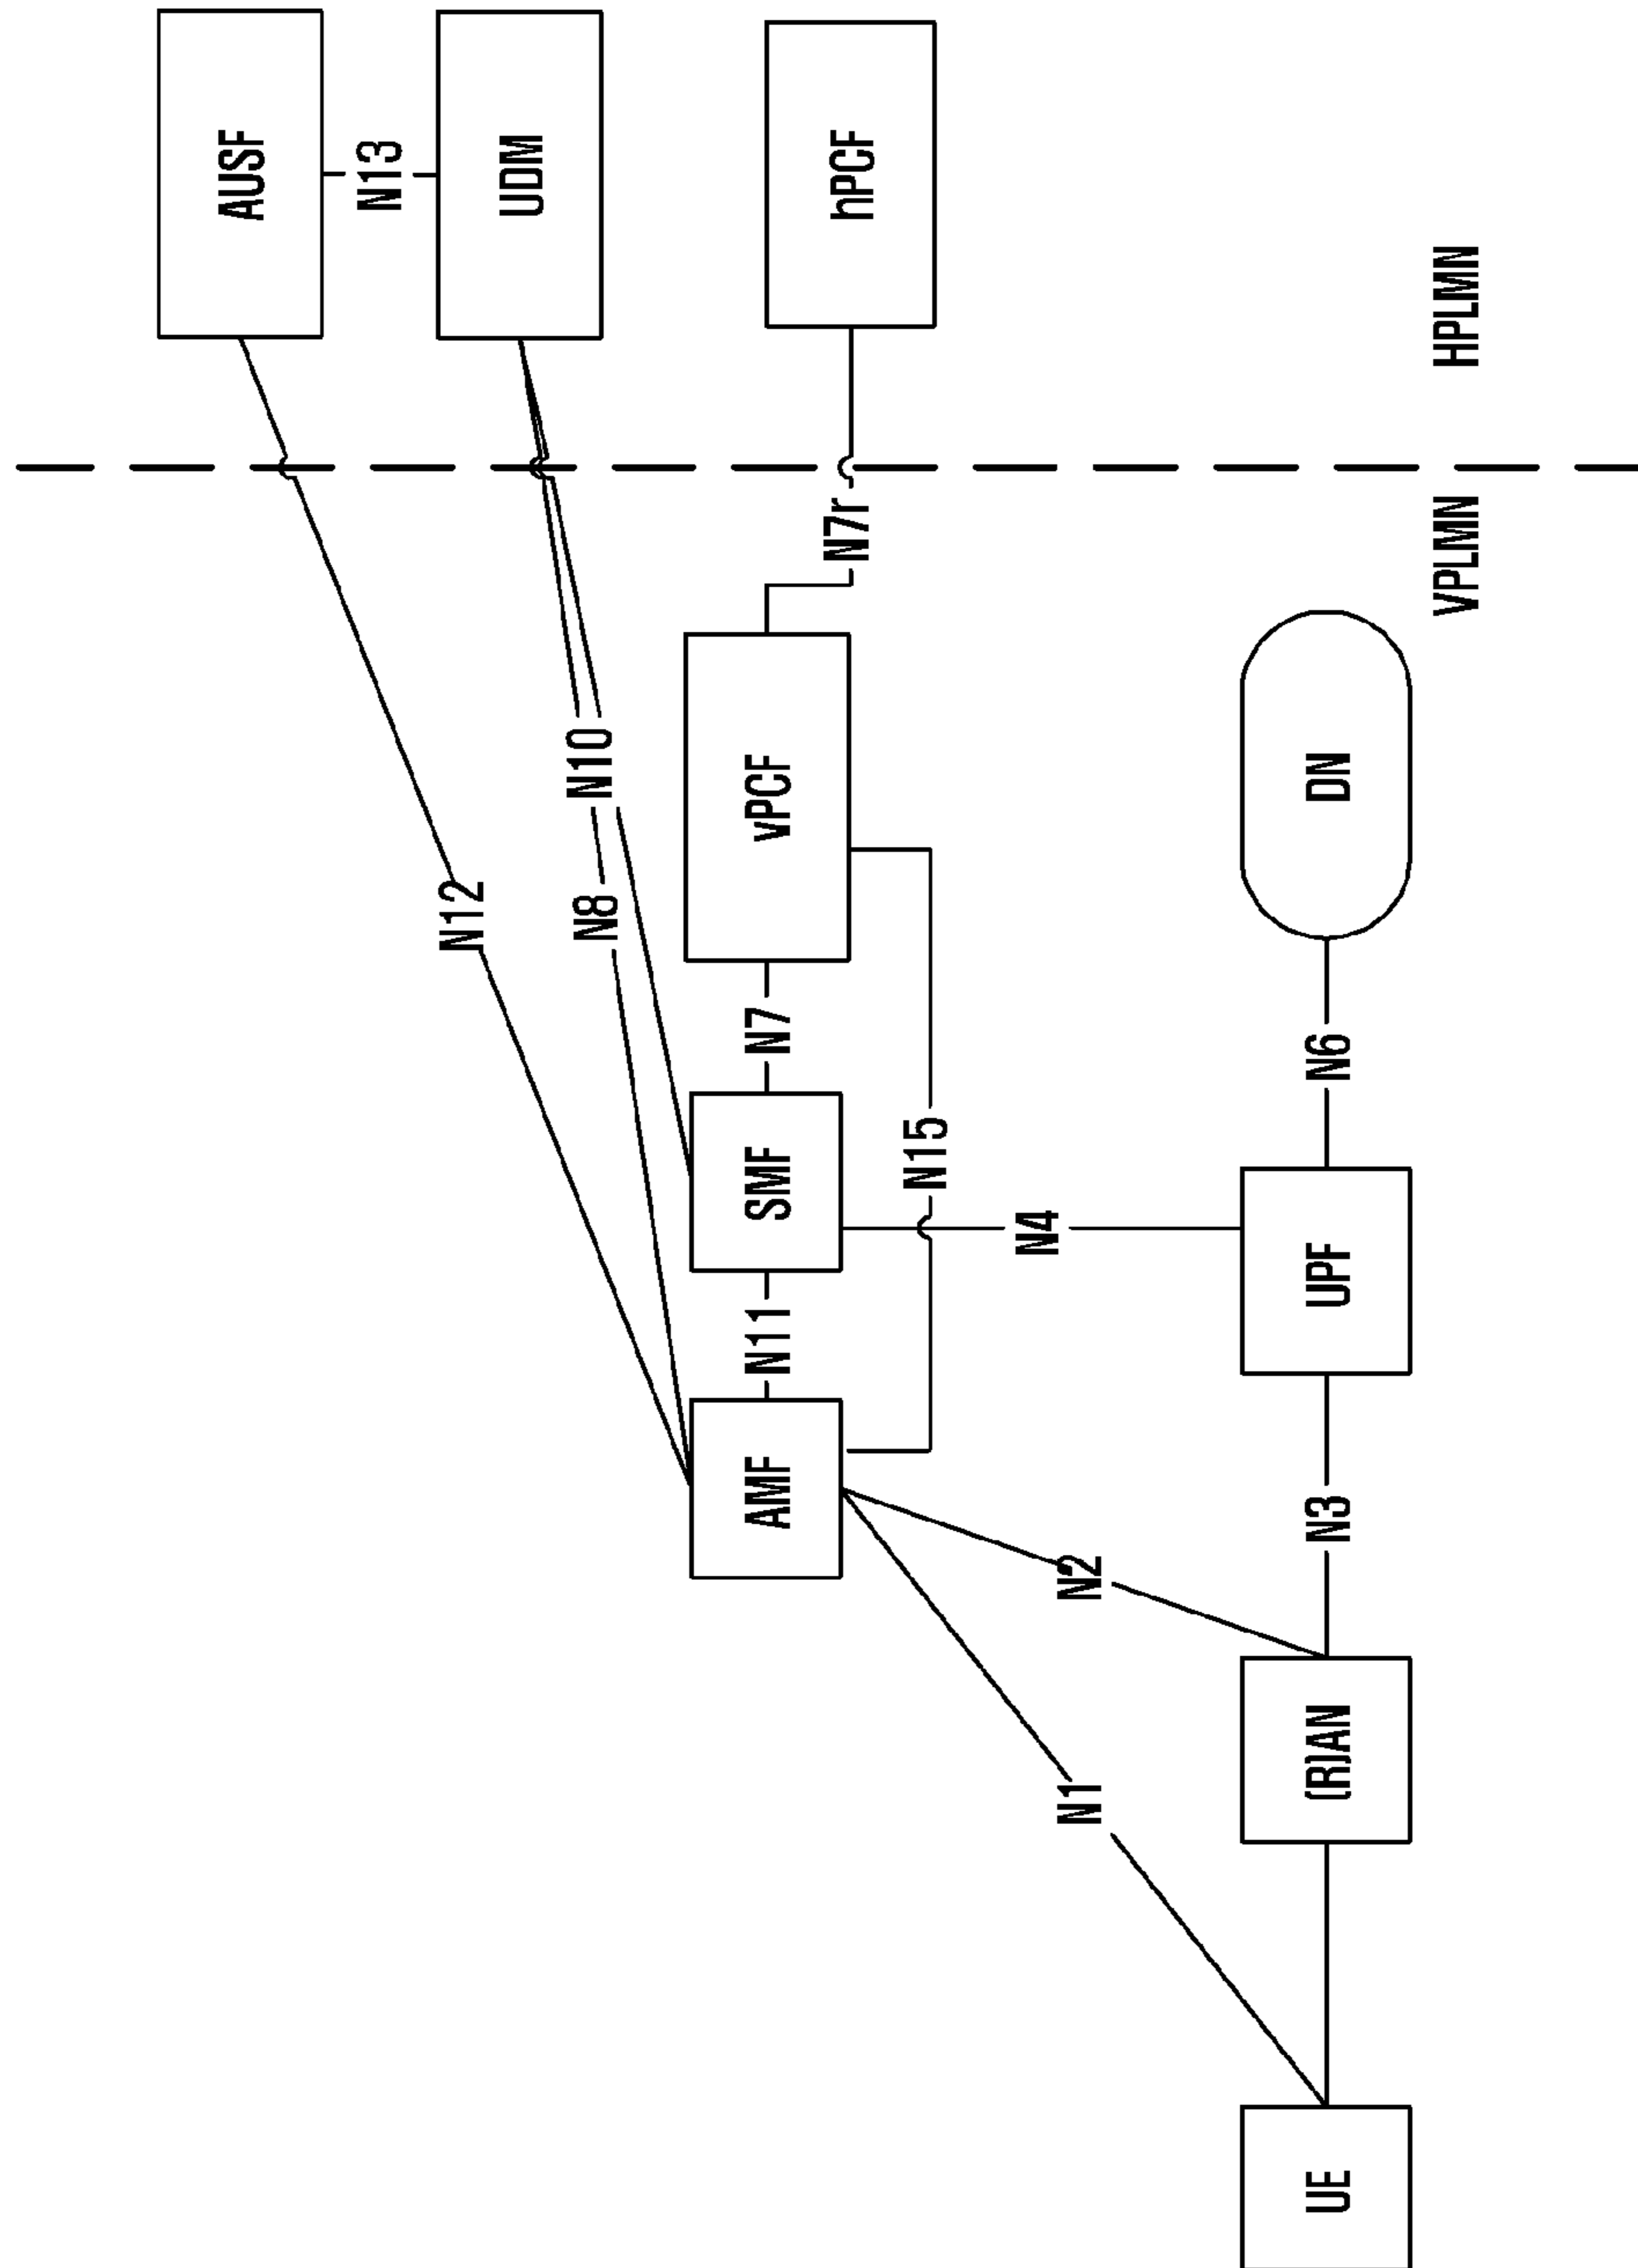 AUSF
N13
UDM
hPCF
N12
N10
N8
N7r
vPCF
N7
SMF
N11
AMF
N15
N4
N1
N2
UE
(R)AN
N3
UPF
N6
DN
VPLMN
HPLMN